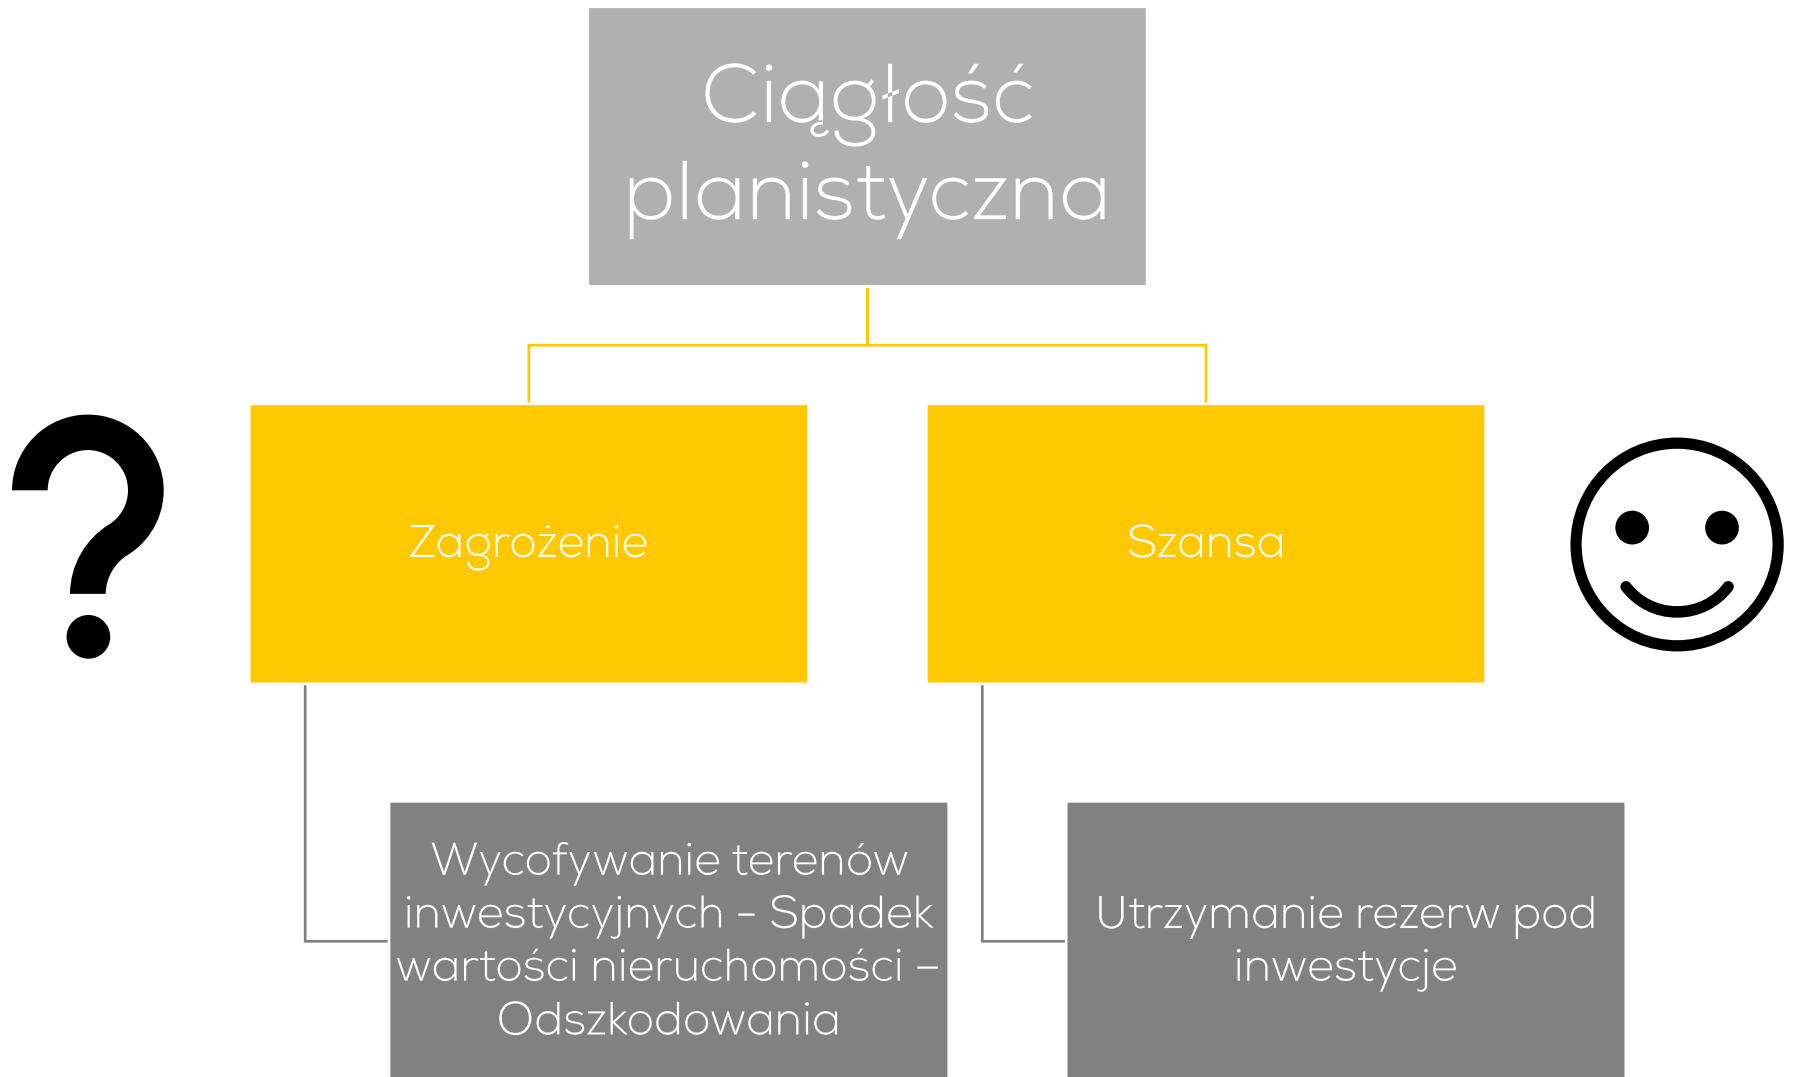 Ciągłość
planistyczna
Zagrożenie
Szansa
Wycofywanie terenów
inwestycyjnych - Spadek
wartości nieruchomości –
Odszkodowania
Utrzymanie rezerw pod
inwestycje
?